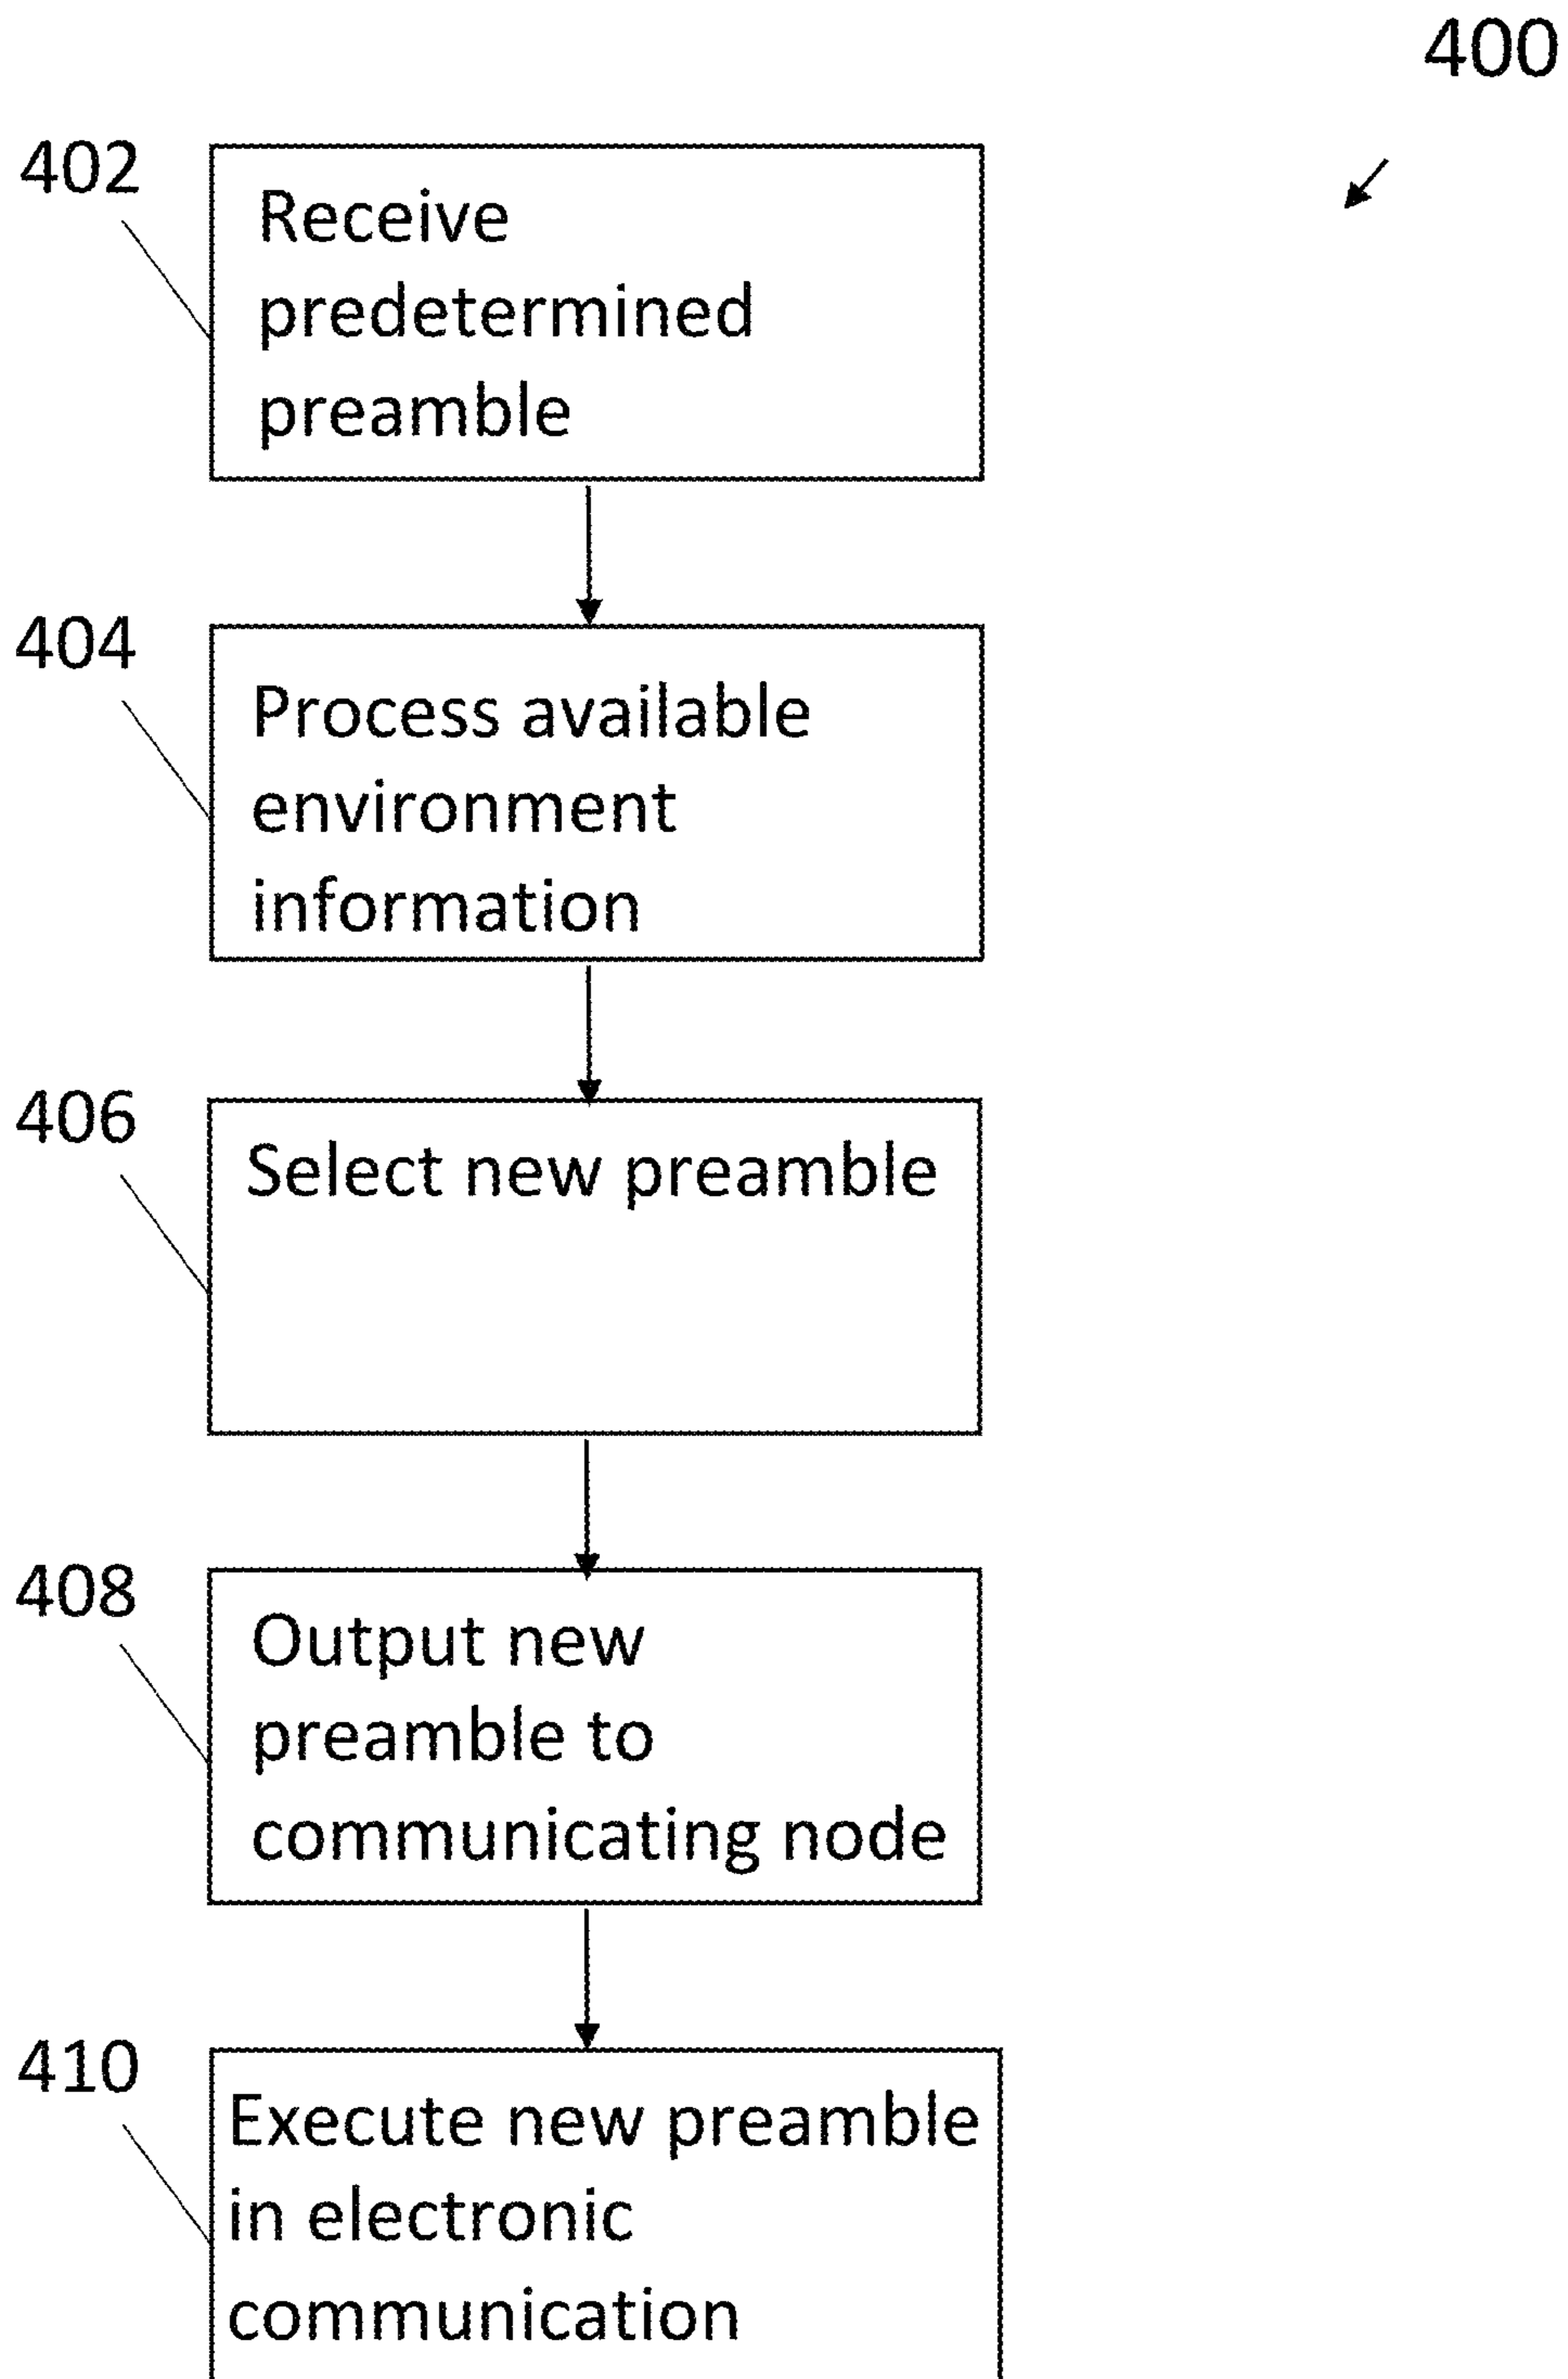 400
402
Receive
predetermined
preamble
404
Process available
environment
information
406
Select new preamble
408
Output new
preamble to
communicating node
410
Execute new preamble
in electronic
communication